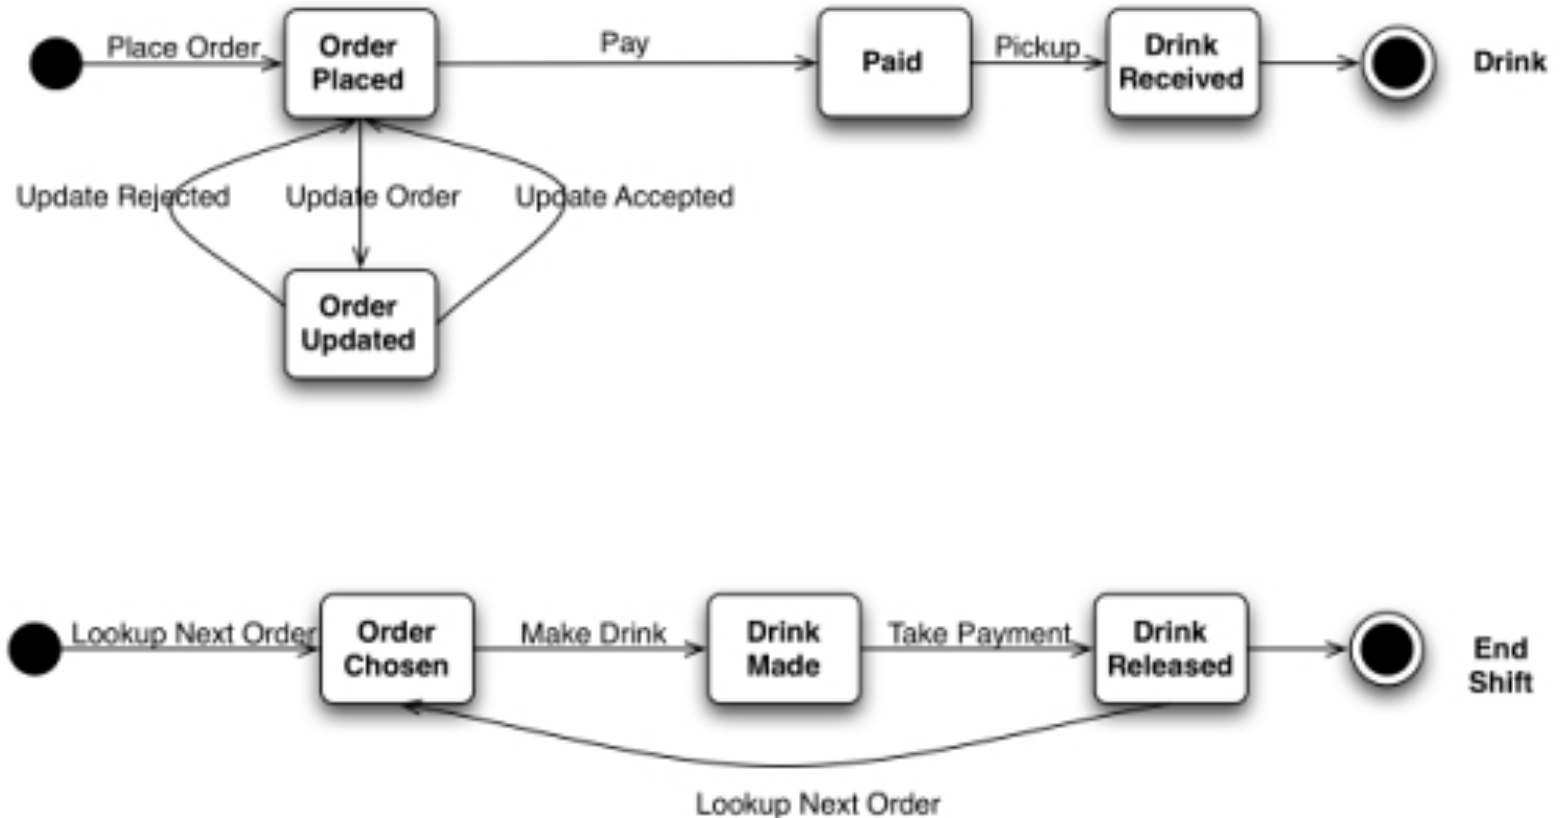 Place Order
Order
Placed
Pay
Paid
Pickup
Drink
Received
Drink
Update Rejected
Update Order
Update Accepted
Order
Updated
Lookup Next Order
Order
Chosen
Make Drink
Drink
Made
Take Payment
Drink
Released
End
Shift
Lookup Next Order